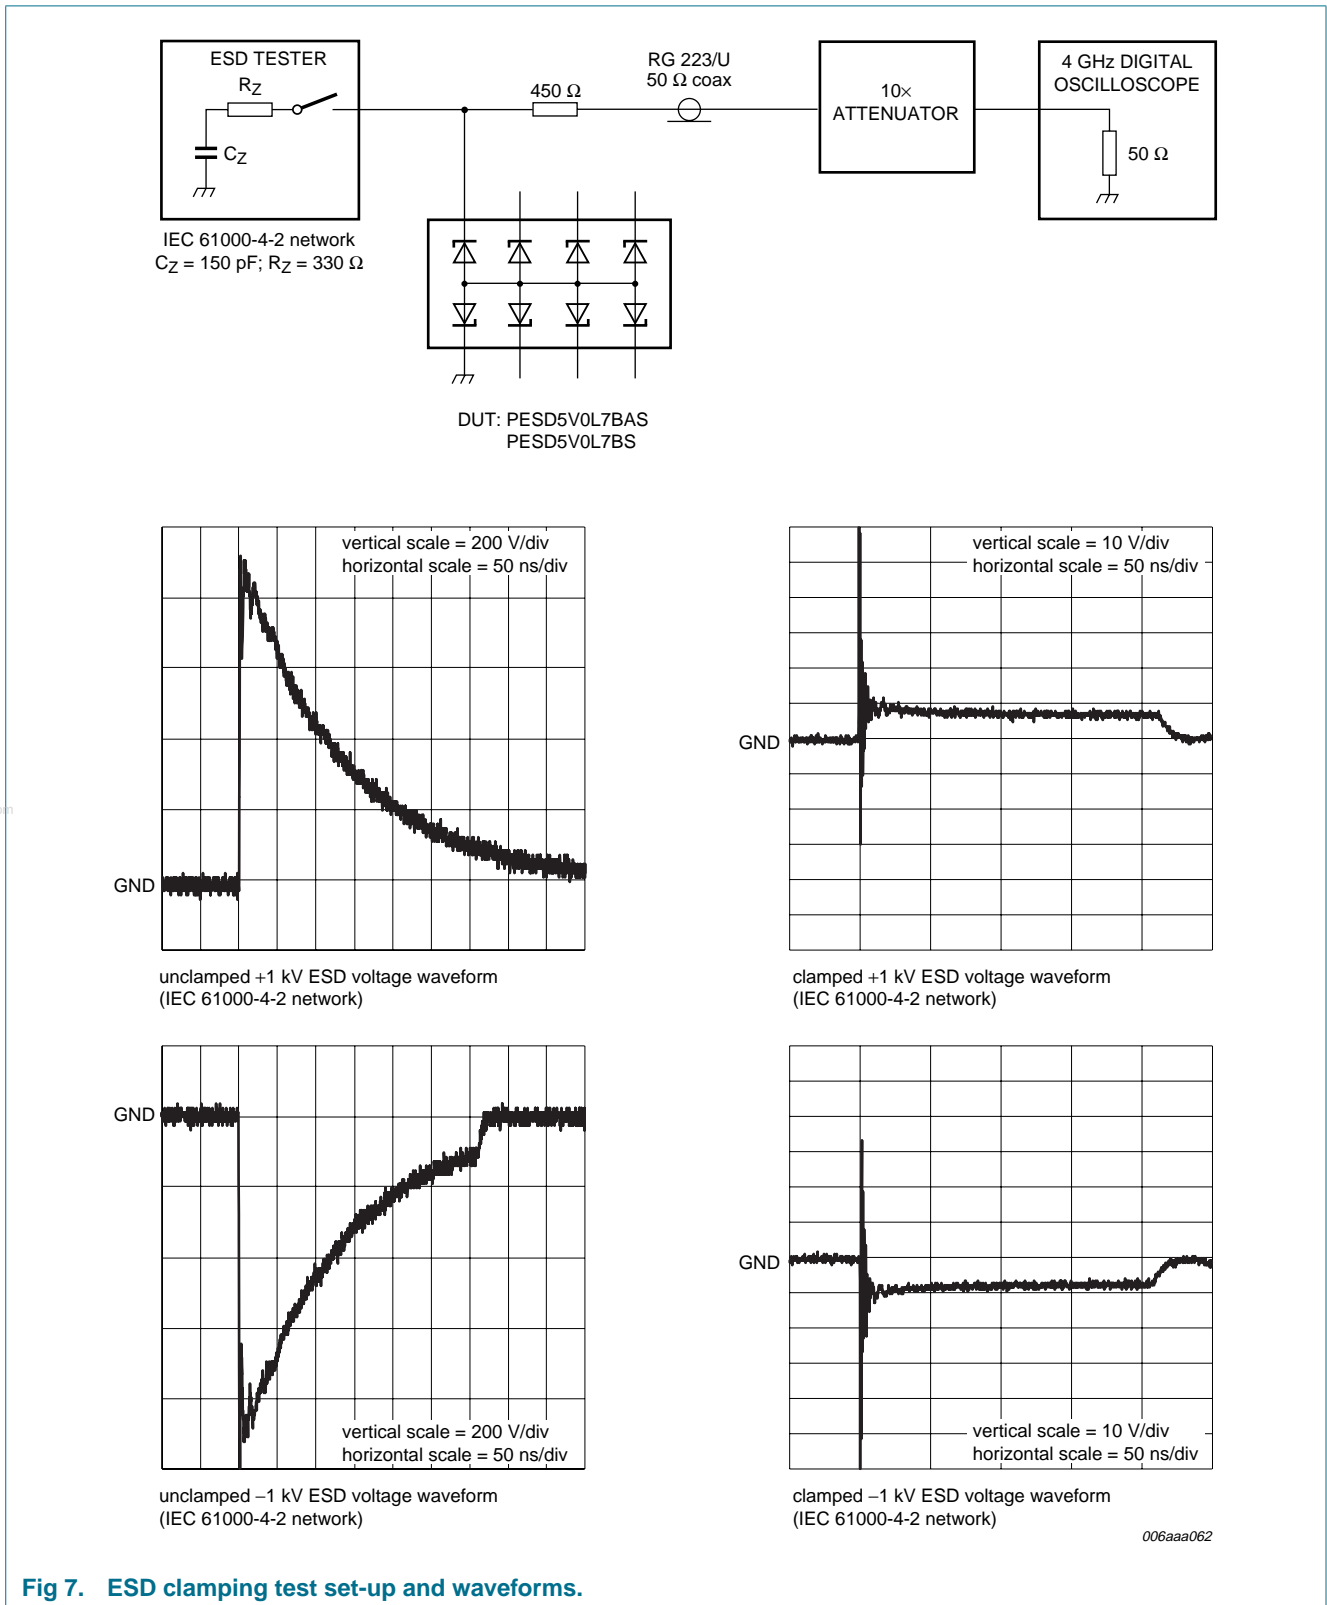 ESD TESTER
RZ
CZ
450 Ω
RG 223/U
50 Ω coax
10×
ATTENUATOR
4 GHz DIGITAL
OSCILLOSCOPE
50 Ω
IEC 61000-4-2 network
CZ = 150 pF; RZ = 330 Ω
DUT: PESD5V0L7BAS
PESD5V0L7BS
vertical scale = 200 V/div
horizontal scale = 50 ns/div
GND
unclamped +1 kV ESD voltage waveform
(IEC 61000-4-2 network)
vertical scale = 10 V/div
horizontal scale = 50 ns/div
GND
clamped +1 kV ESD voltage waveform
(IEC 61000-4-2 network)
om
GND
vertical scale = 200 V/div
horizontal scale = 50 ns/div
unclamped −1 kV ESD voltage waveform
(IEC 61000-4-2 network)
GND
vertical scale = 10 V/div
horizontal scale = 50 ns/div
clamped −1 kV ESD voltage waveform
(IEC 61000-4-2 network)
006aaa062
Fig 7. ESD clamping test set-up and waveforms.